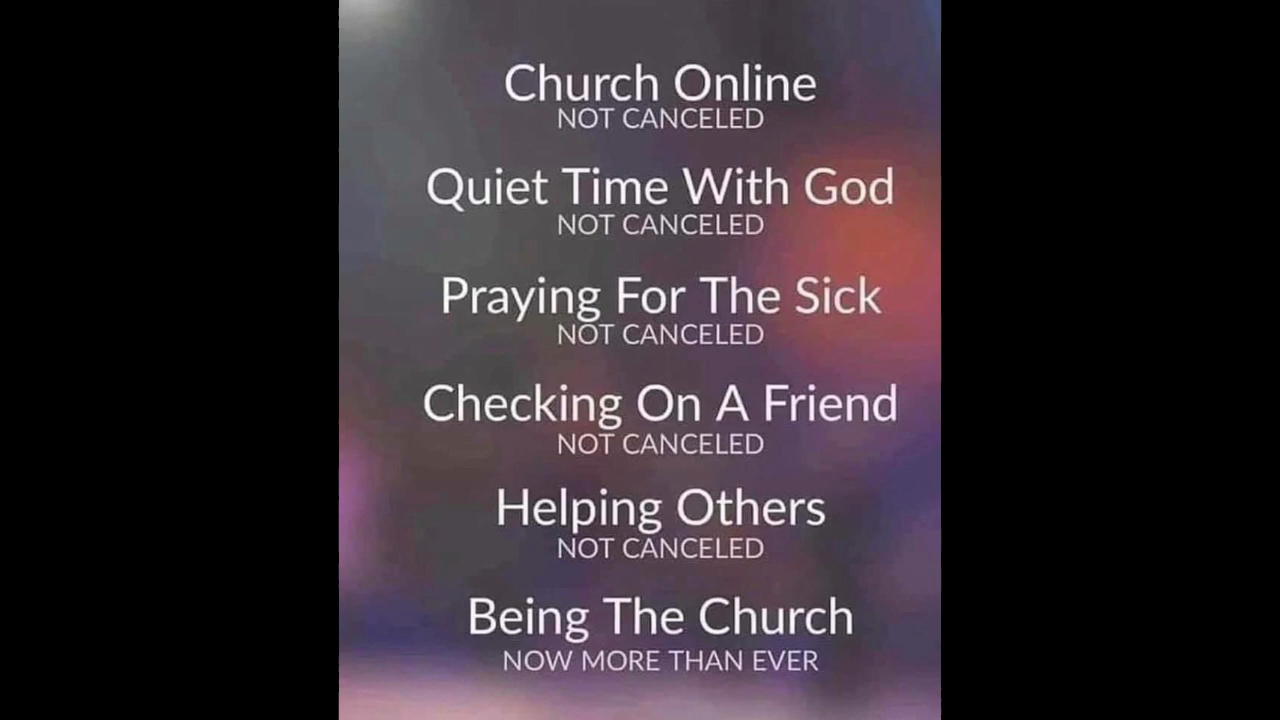 Church Online
NOT CANCELED
Quiet Time With God
NOT CANCELED
Praying For The Sick
NOT CANCELED
Checking On A Friend
NOT CANCELED
Helping Others
NOT CANCELED
Being The Church
NOW MORE THAN EVER